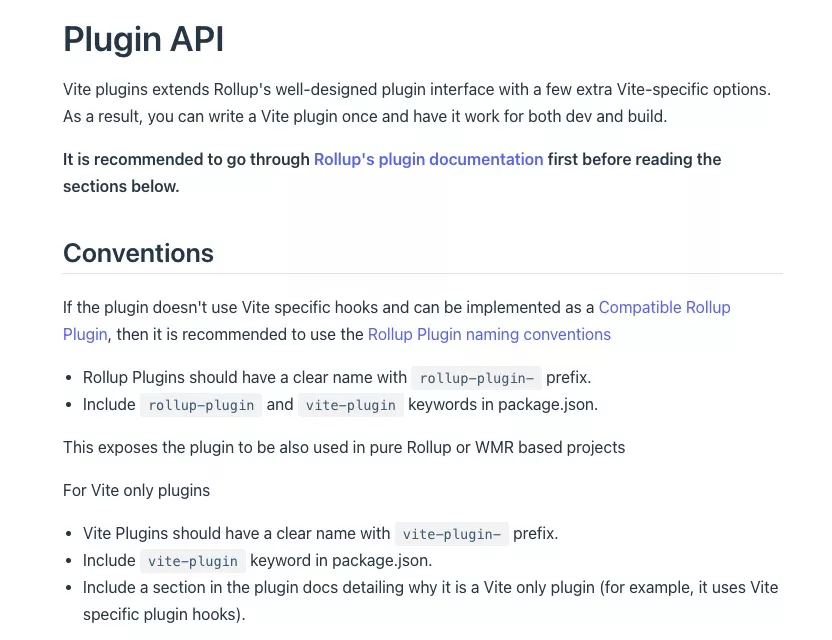 Plugin API
Vite plugins extends Rollup's well-designed plugin interface with a few extra Vite-specific options.
As a result, you can write a Vite plugin once and have it work for both dev and build.
It is recommended to go through Rollup's plugin documentation first before reading the
sections below.
Conventions
If the plugin doesn't use Vite specific hooks and can be implemented as a Compatible Rollup
Plugin, then it is recommended to use the Rollup Plugin naming conventions
• Rollup Plugins should have a clear name with rollup-plugin- prefix.
• Include rollup-plugin and vite-plugin keywords in package.json.
This exposes the plugin to be also used in pure Rollup or WMR based projects
For Vite only plugins
• Vite Plugins should have a clear name with vite-plugin- prefix.
• Include vite-plugin keyword in package.json.
• Include a section in the plugin docs detailing why it is a Vite only plugin (for example, it uses Vite
specific plugin hooks).